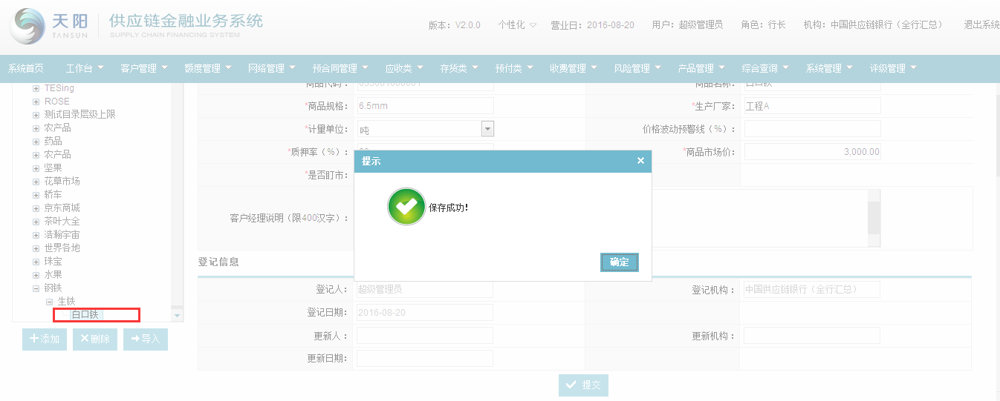 天阳 供应链金融业务系统
TANSUN SUPPLY CHAIN FINANCING SYSTEM
版本：V2.0.0 个性化 营业日：2016-08-20 用户：超级管理员 角色：行长 机构：中国供应链银行（全行汇总） 退出系统
系统首页 工作台 客户管理 额度管理 网络管理 预合同管理 应收类 存货类 预付类 收费管理 风险管理 产品管理 综合查询 系统管理 评级管理
TESing
ROSE
测试目录层级上限
农产品
药品
农产品
坚果
花草市场
轿车
京东商城
茶叶大全
浩瀚宇宙
世界各地
珠宝
水果
钢铁
生铁
白口铁
添加 删除 导入
商品代码： 商品名称： 白口铁
*商品规格： 6.5mm *生产厂家： 工程A
*计量单位： 吨 价格波动预警线（%）：
*质押率（%）： *商品市场价： 3,000.00
*是否盯市：
客户经理说明（限400汉字）：
提示
保存成功！
确定
登记信息
登记人： 超级管理员 登记机构： 中国供应链银行（全行汇总）
登记日期： 2016-08-20
更新人： 更新机构：
更新日期：
提交